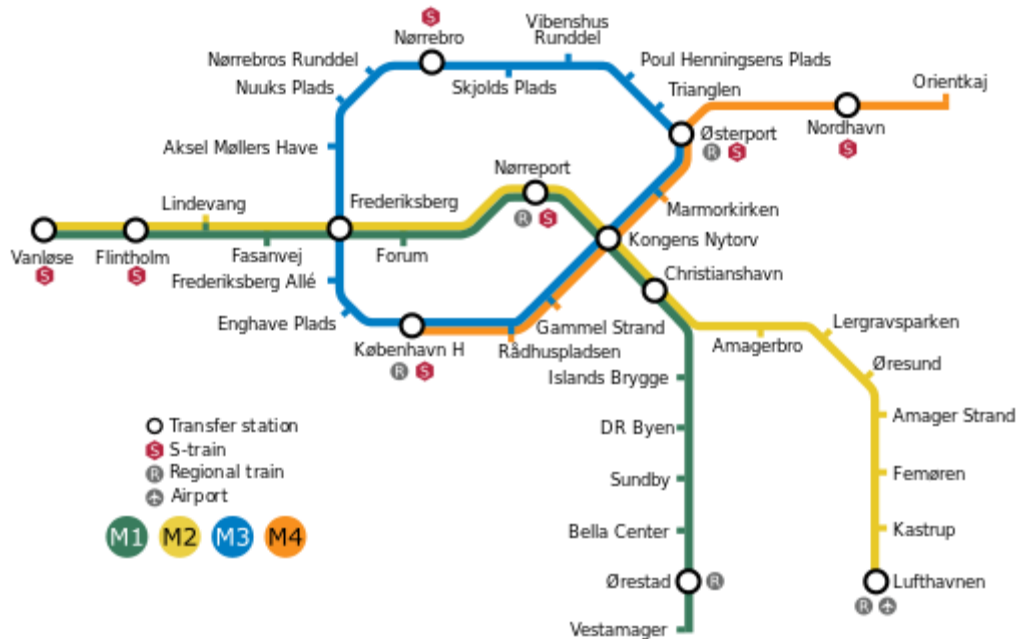 S
Nørrebro
Vibenshus
Runddel
Nørrebros Runddel
Poul Henningsens Plads
Nuuks Plads
Skjolds Plads
Trianglen
Orientkaj
Nordhavn
S
Østerport
R S
Aksel Møllers Have
Nørreport
R S
Lindevang
Frederiksberg
Marmorkirken
Kongens Nytorv
Vanløse
S
Flintholm
S
Fasanvej
Forum
Christianshavn
Frederiksberg Allé
Enghave Plads
København H
R S
Gammel Strand
Rådhuspladsen
Lergravsparken
Amagerbro
Øresund
Islands Brygge
Amager Strand
DR Byen
Sundby
Femøren
Bella Center
Kastrup
Ørestad R
Lufthavnen
R
Vestamager
Transfer station
S S-train
R Regional train
Airport
M1 M2 M3 M4